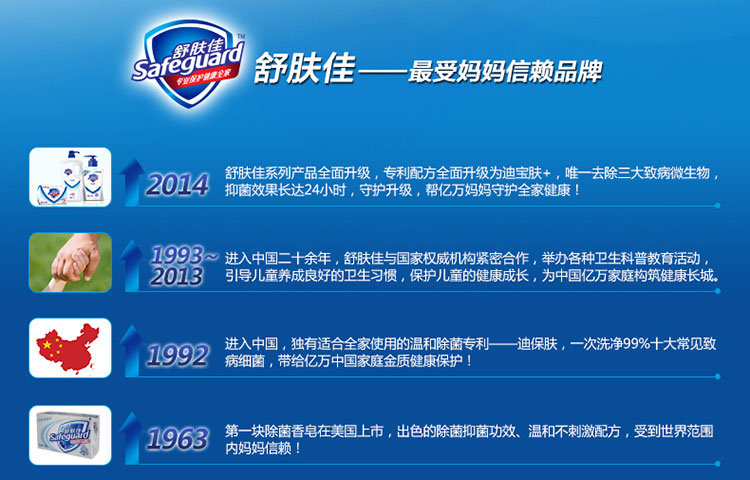 舒肤佳
Safeguard™
专业保护健康全家
舒肤佳——最受妈妈信赖品牌
2014
舒肤佳系列产品全面升级，专利配方全面升级为迪宝肤+，唯一去除三大致病微生物，
抑菌效果长达24小时，守护升级，帮亿万妈妈守护全家健康！
1993~
2013
进入中国二十余年，舒肤佳与国家权威机构紧密合作，举办各种卫生科普教育活动，
引导儿童养成良好的卫生习惯，保护儿童的健康成长，为中国亿万家庭构筑健康长城。
1992
进入中国，独有适合全家使用的温和除菌专利——迪保肤，一次洗净99%十大常见致
病细菌，带给亿万中国家庭金质健康保护！
舒肤佳
Safeguard
1963
第一块除菌香皂在美国上市，出色的除菌抑菌功效、温和不刺激配方，受到世界范围
内妈妈信赖！